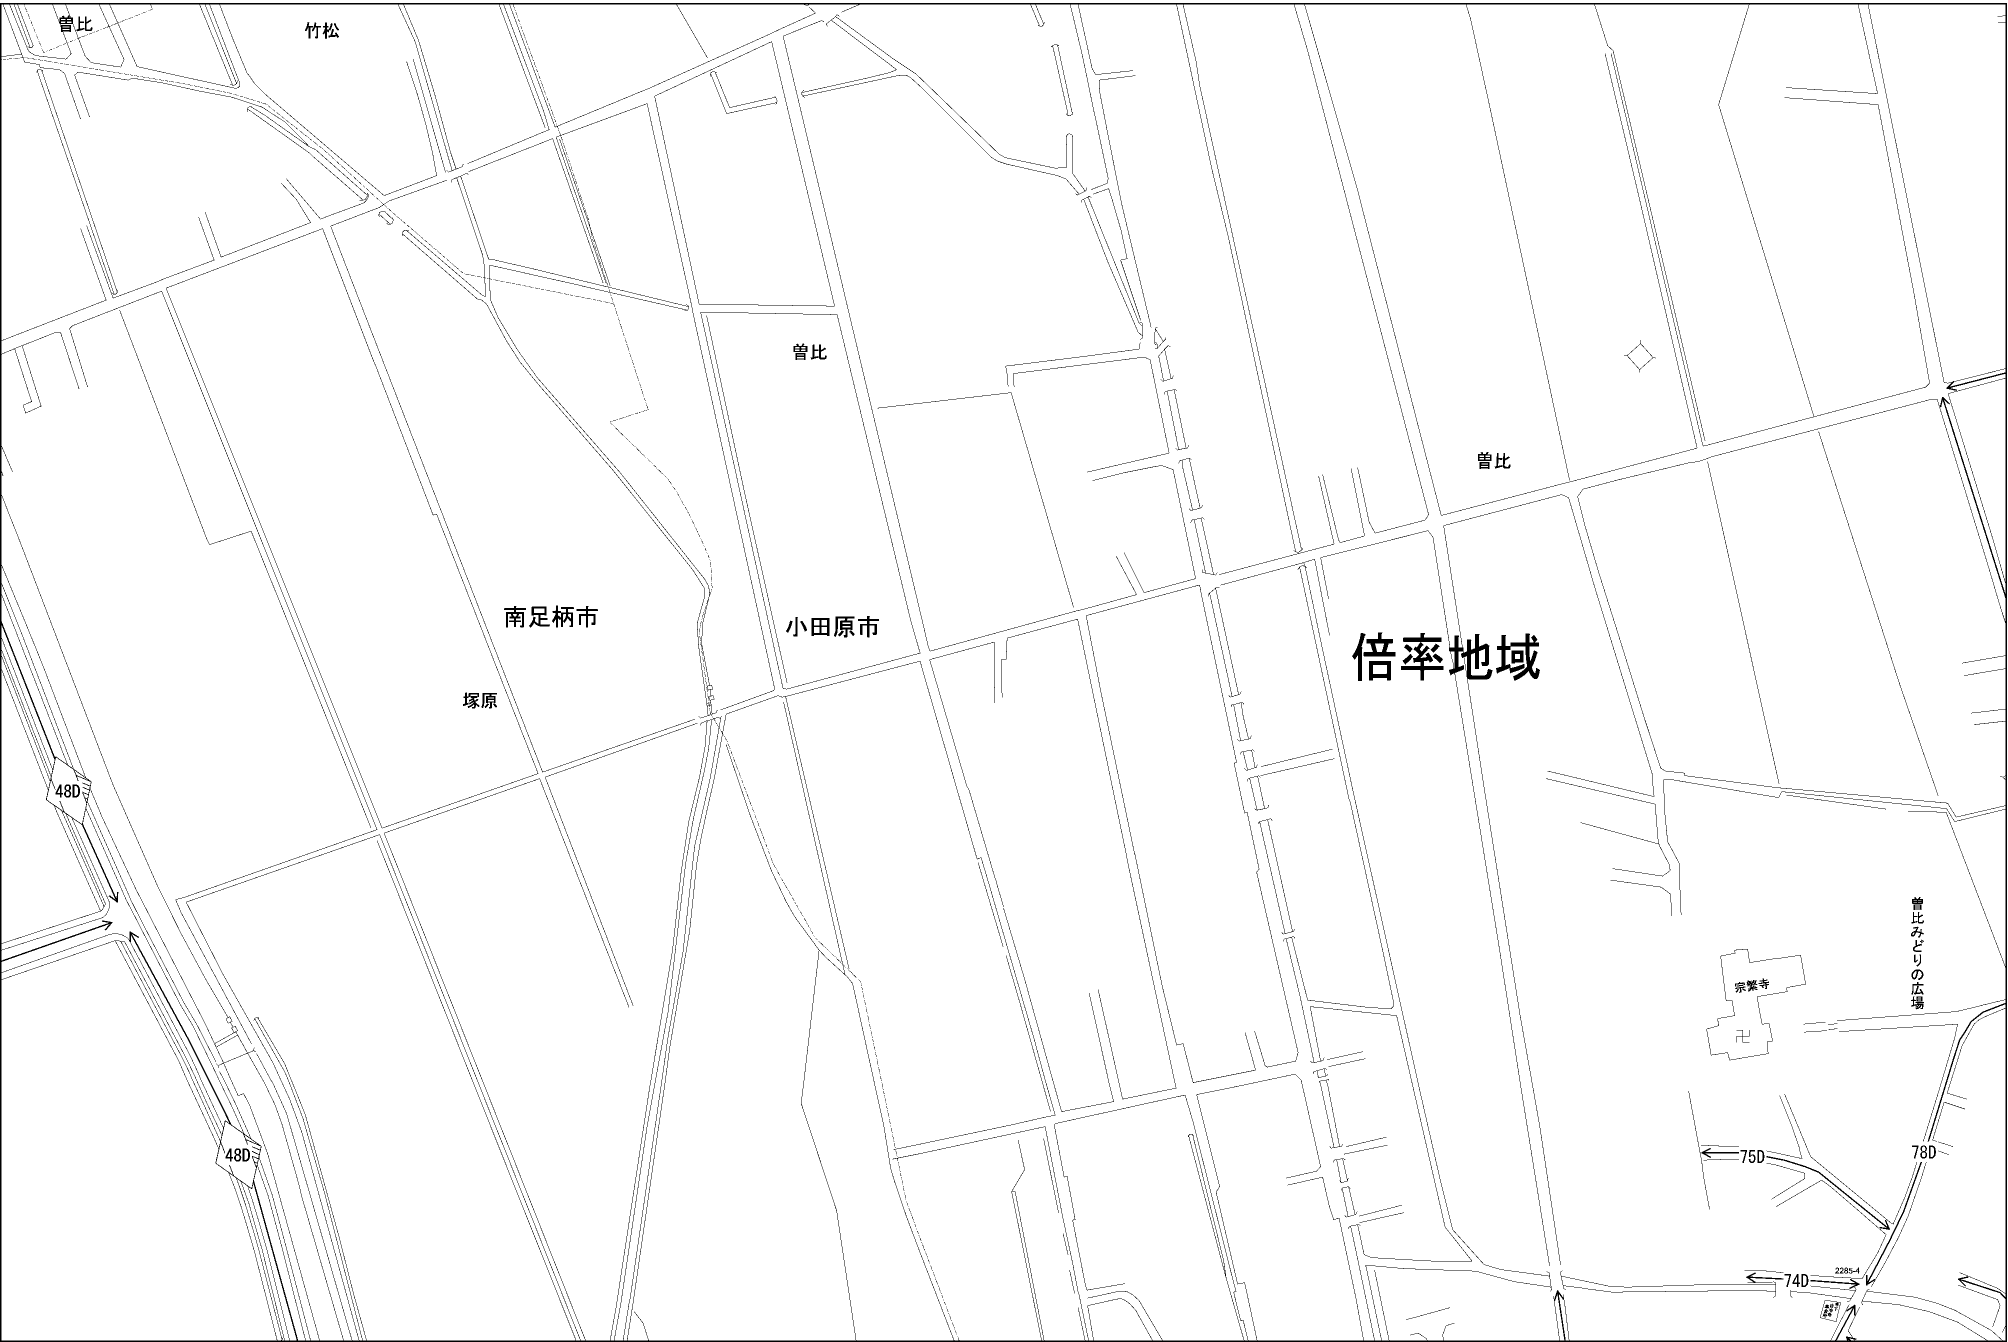 曽比
竹松
曽比
曽比
南足柄市
小田原市
倍率地域
塚原
48D
曽比みどりの広場
宗繁寺
48D
75D
78D
74D
2285-4